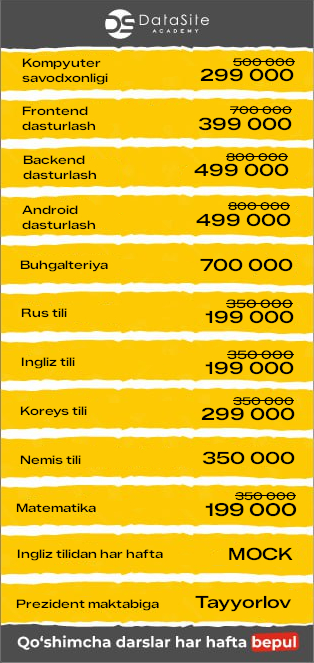 DS DataSite
ACADEMY
Kompyuter
savodxonligi
500 000
299 000
Frontend
dasturlash
700 000
399 000
Backend
dasturlash
800 000
499 000
Android
dasturlash
800 000
499 000
Buhgalteriya
700 000
Rus tili
350 000
199 000
Ingliz tili
350 000
199 000
Koreys tili
350 000
299 000
Nemis tili
350 000
Matematika
350 000
199 000
Ingliz tilidan har hafta
MOCK
Prezident maktabiga
Tayyorlov
Qo‘shimcha darslar har hafta bepul